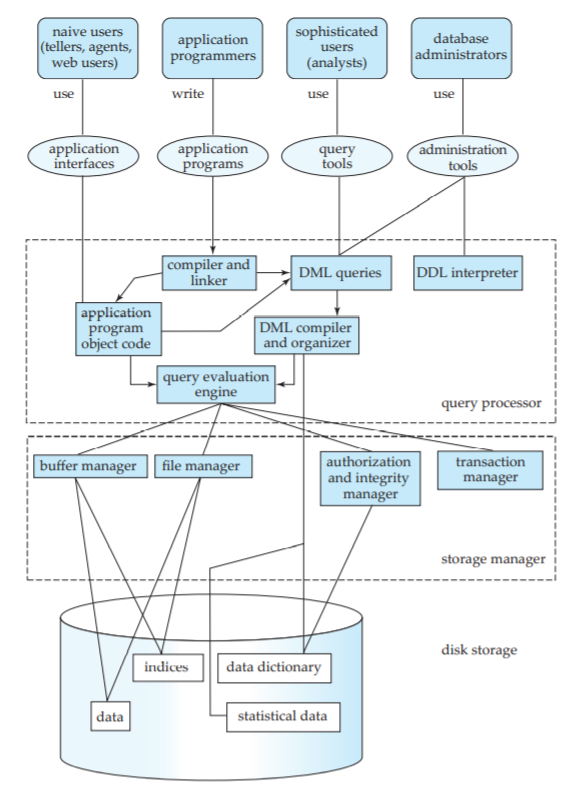 naive users
(tellers, agents,
web users)
application
programmers
sophisticated
users
(analysts)
database
administrators
use
write
use
use
application
interfaces
application
programs
query
tools
administration
tools
compiler and
linker
DML queries
DDL interpreter
application
program
object code
DML compiler
and organizer
query evaluation
engine
query processor
buffer manager
file manager
authorization
and integrity
manager
transaction
manager
storage manager
disk storage
indices
data dictionary
data
statistical data